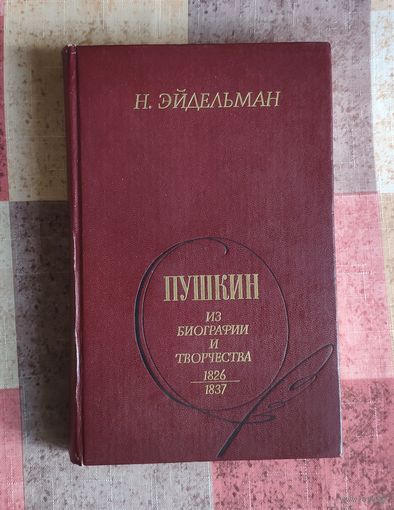 Н. ЭЙДЕЛЬМАН
ПУШКИН
ИЗ
БИОГРАФИИ
И
ТВОРЧЕСТВА
1826
1837